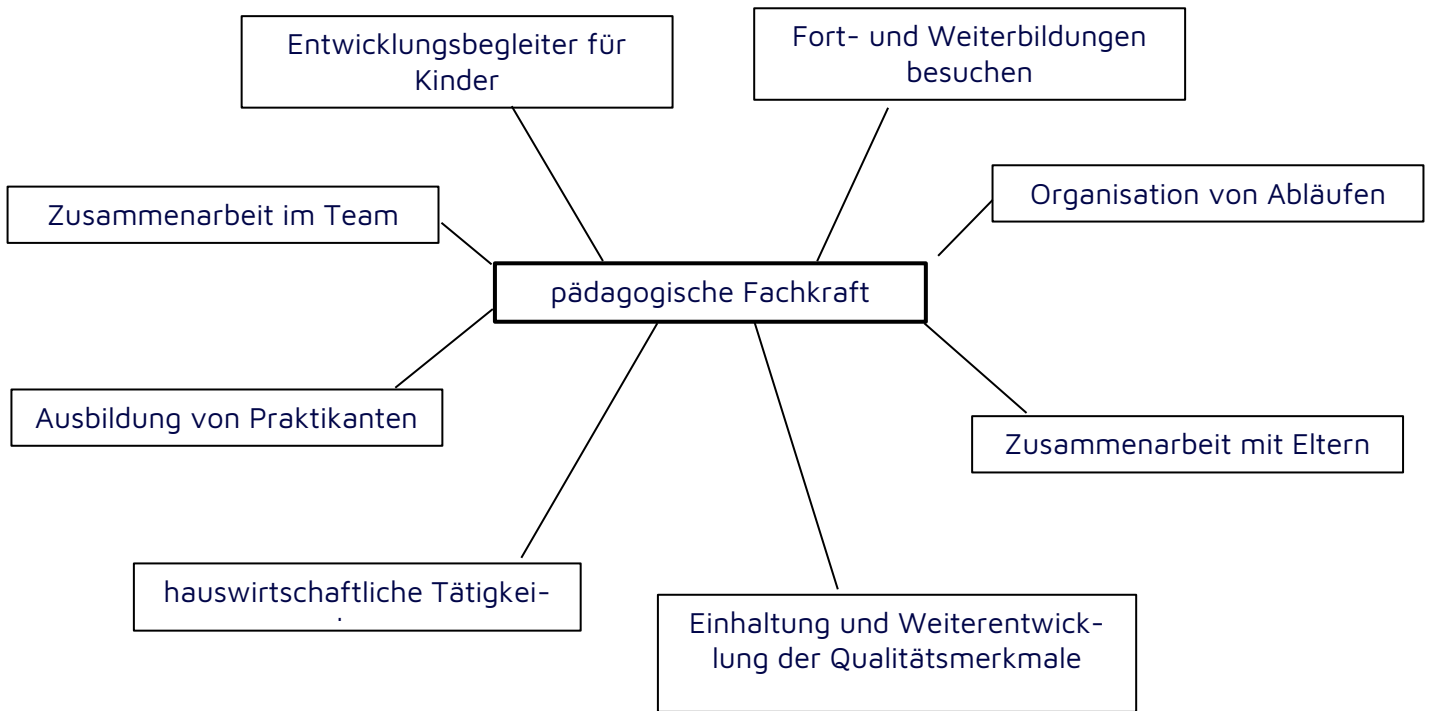 Entwicklungsbegleiter für
Kinder
Fort- und Weiterbildungen
besuchen
Zusammenarbeit im Team
Organisation von Abläufen
pädagogische Fachkraft
Ausbildung von Praktikanten
Zusammenarbeit mit Eltern
hauswirtschaftliche Tätigkei-
Einhaltung und Weiterentwick-
lung der Qualitätsmerkmale